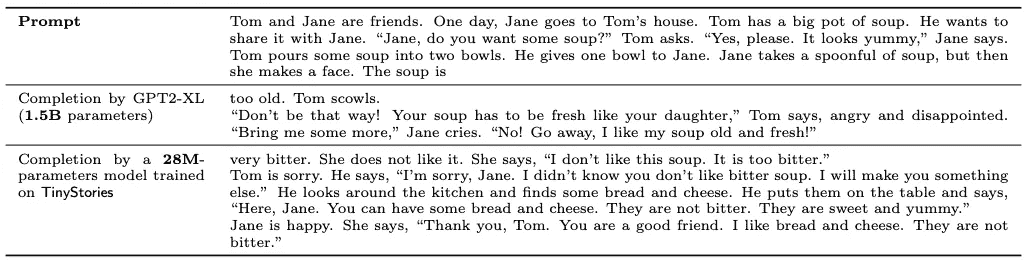 Prompt
Tom and Jane are friends. One day, Jane goes to Tom's house. Tom has a big pot of soup. He wants to
share it with Jane. “Jane, do you want some soup?” Tom asks. “Yes, please. It looks yummy,” Jane says.
Tom pours some soup into two bowls. He gives one bowl to Jane. Jane takes a spoonful of soup, but then
she makes a face. The soup is
Completion by GPT2-XL
(1.5B parameters)
too old. Tom scowls.
“Don't be that way! Your soup has to be fresh like your daughter,” Tom says, angry and disappointed.
“Bring me some more,” Jane cries. “No! Go away, I like my soup old and fresh!”
Completion by a 28M-
parameters model trained
on TinyStories
very bitter. She does not like it. She says, “I don't like this soup. It is too bitter.”
Tom is sorry. He says, “I'm sorry, Jane. I didn't know you don't like bitter soup. I will make you something
else.” He looks around the kitchen and finds some bread and cheese. He puts them on the table and says,
“Here, Jane. You can have some bread and cheese. They are not bitter. They are sweet and yummy.”
Jane is happy. She says, “Thank you, Tom. You are a good friend. I like bread and cheese. They are not
bitter.”